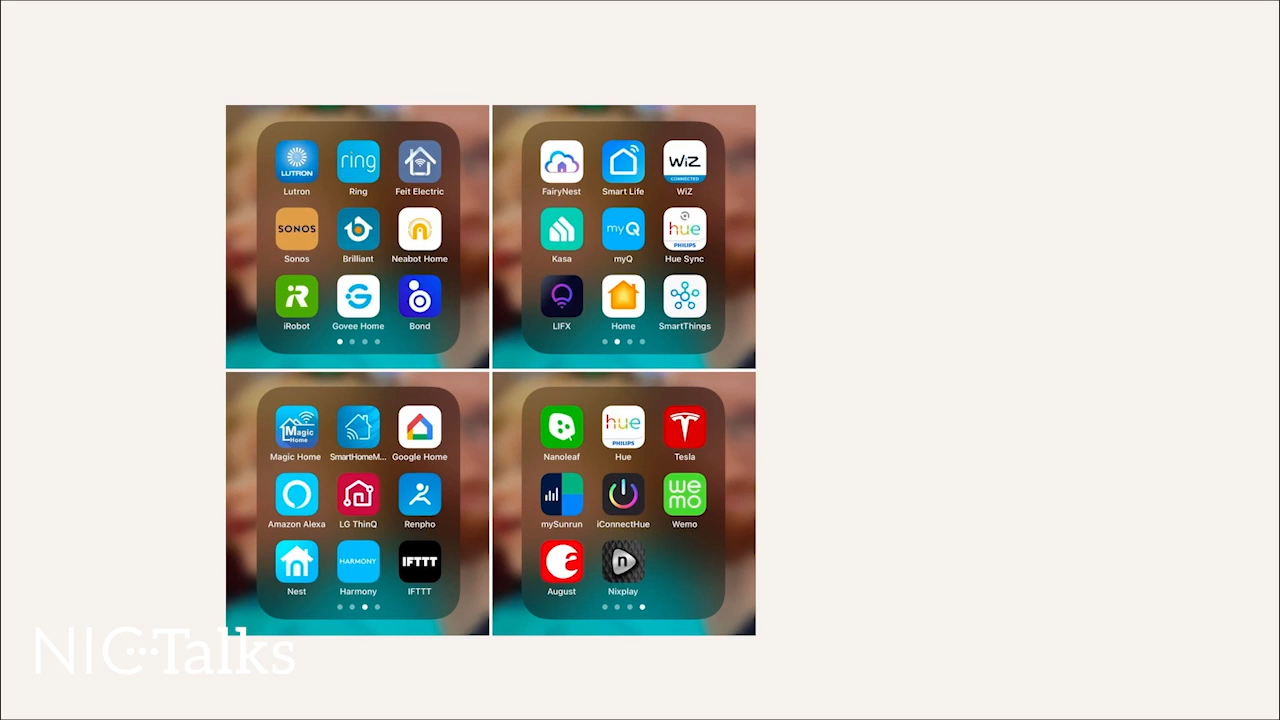 LUTRON
ring
Lutron
Ring
Feit Electric
SONOS
Sonos
Brilliant
Neabot Home
iRobot
Govee Home
Bond
WiZ
CONNECTED
FairyNest
Smart Life
WiZ
myQ
hue
PHILIPS
Kasa
myQ
Hue Sync
LIFX
Home
SmartThings
Magic
Home
Magic Home
SmartHomeM...
Google Home
Amazon Alexa
LG ThinQ
Renpho
HARMONY
IFTTT
Nest
Harmony
IFTTT
hue
PHILIPS
Nanoleaf
Hue
Tesla
we
mo
mySunrun
iConnectHue
Wemo
n
August
Nixplay
NIC Talks